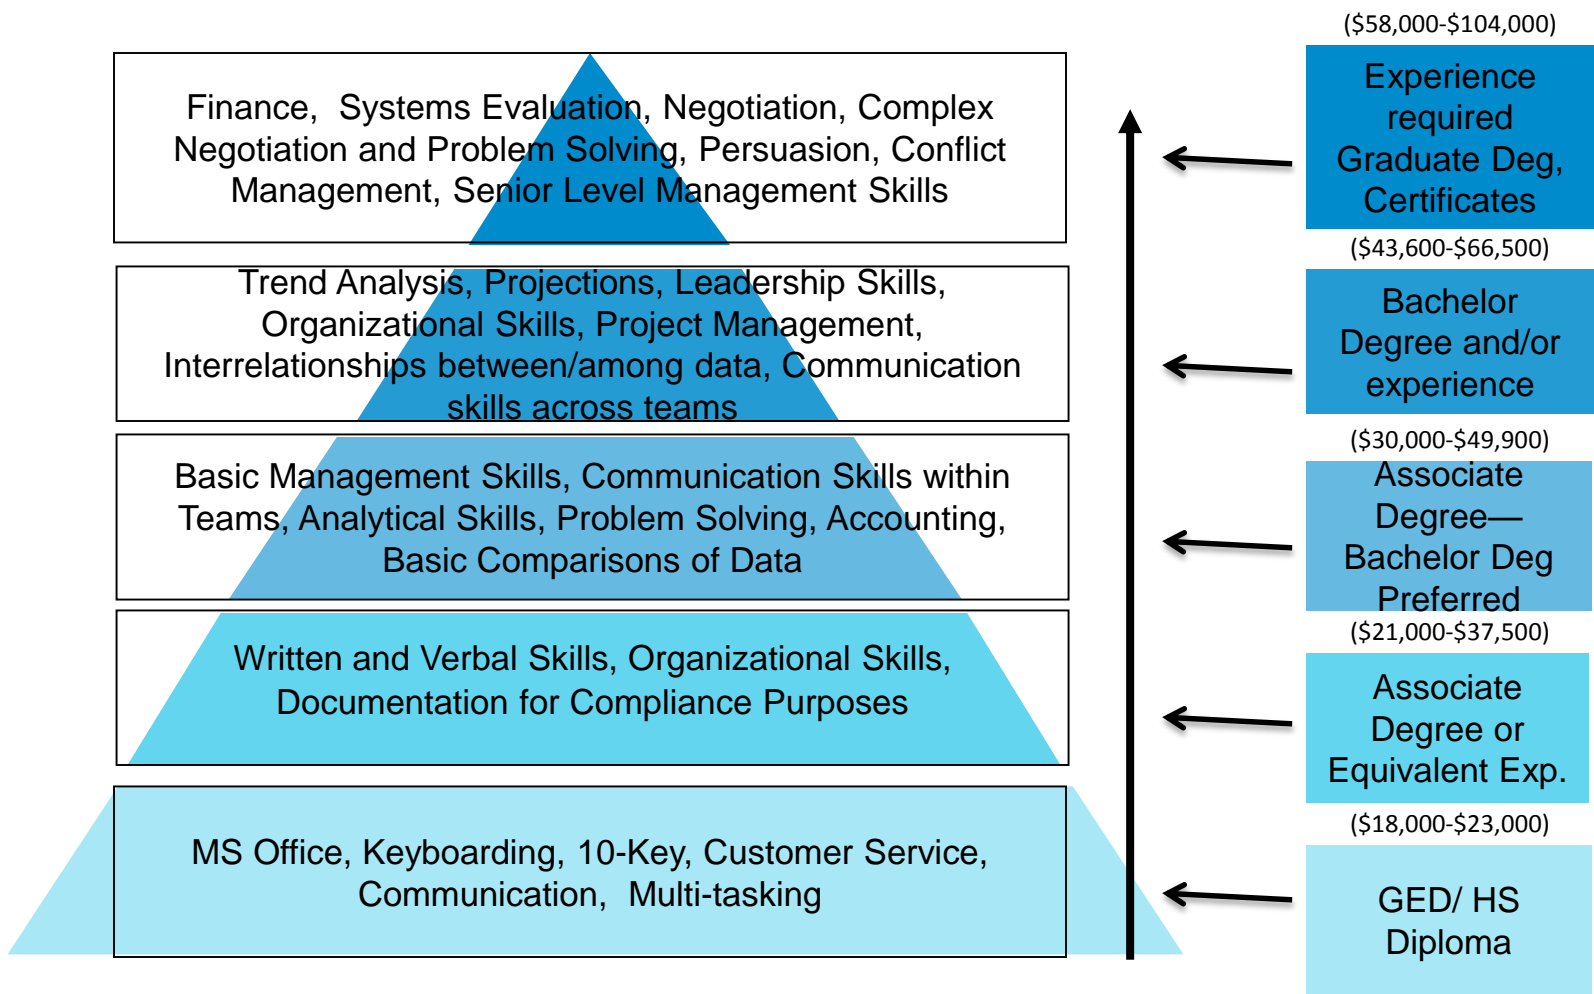 ($58,000-$104,000)
Finance,  Systems Evaluation, Negotiation, Complex
Negotiation and Problem Solving, Persuasion, Conflict
Management, Senior Level Management Skills
Experience
required
Graduate Deg,
Certificates
($43,600-$66,500)
Trend Analysis, Projections, Leadership Skills,
Organizational Skills, Project Management,
Interrelationships between/among data, Communication
skills across teams
Bachelor
Degree and/or
experience
($30,000-$49,900)
Basic Management Skills, Communication Skills within
Teams, Analytical Skills, Problem Solving, Accounting,
Basic Comparisons of Data
Associate
Degree—
Bachelor Deg
Preferred
($21,000-$37,500)
Written and Verbal Skills, Organizational Skills,
Documentation for Compliance Purposes
Associate
Degree or
Equivalent Exp.
($18,000-$23,000)
MS Office, Keyboarding, 10-Key, Customer Service,
Communication,  Multi-tasking
GED/ HS
Diploma